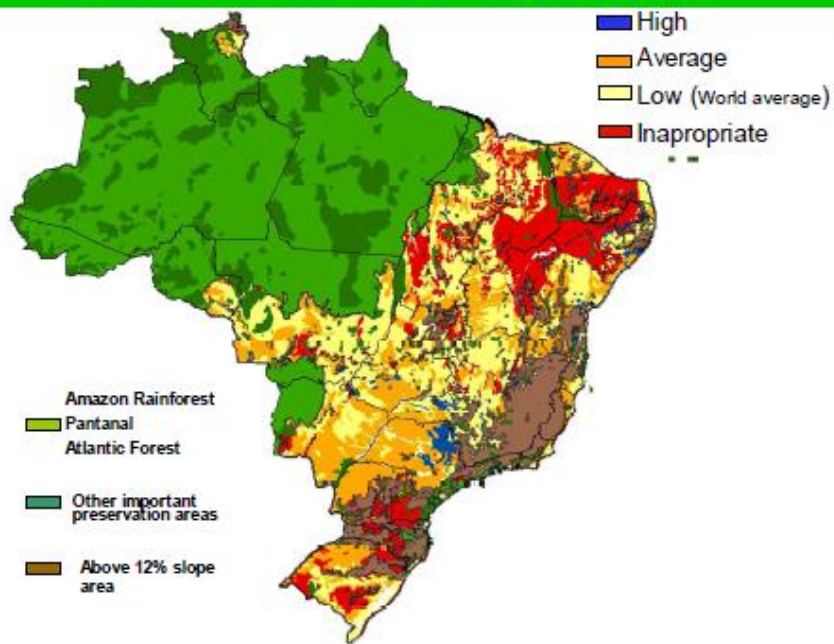 High
Average
Low (World average)
Inapropriate
Amazon Rainforest
Pantanal
Atlantic Forest
Other important
preservation areas
Above 12% slope
area